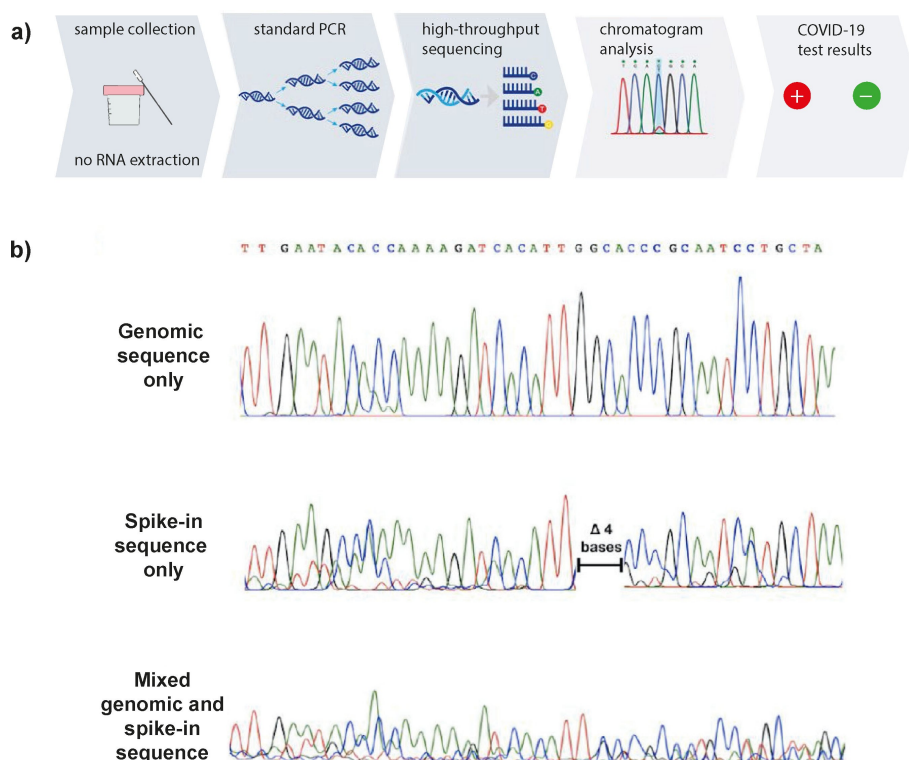 a)
sample collection
no RNA extraction
standard PCR
high-throughput
sequencing
C
A
T
chromatogram
analysis
COVID-19
test results
+
−
b)
T T GAATACACCAAAAGATCACATTGGCACCCGCAATCCTGCTA
Genomic
sequence
only
Spike-in
sequence
only
Δ 4
bases
Mixed
genomic and
spike-in
sequence